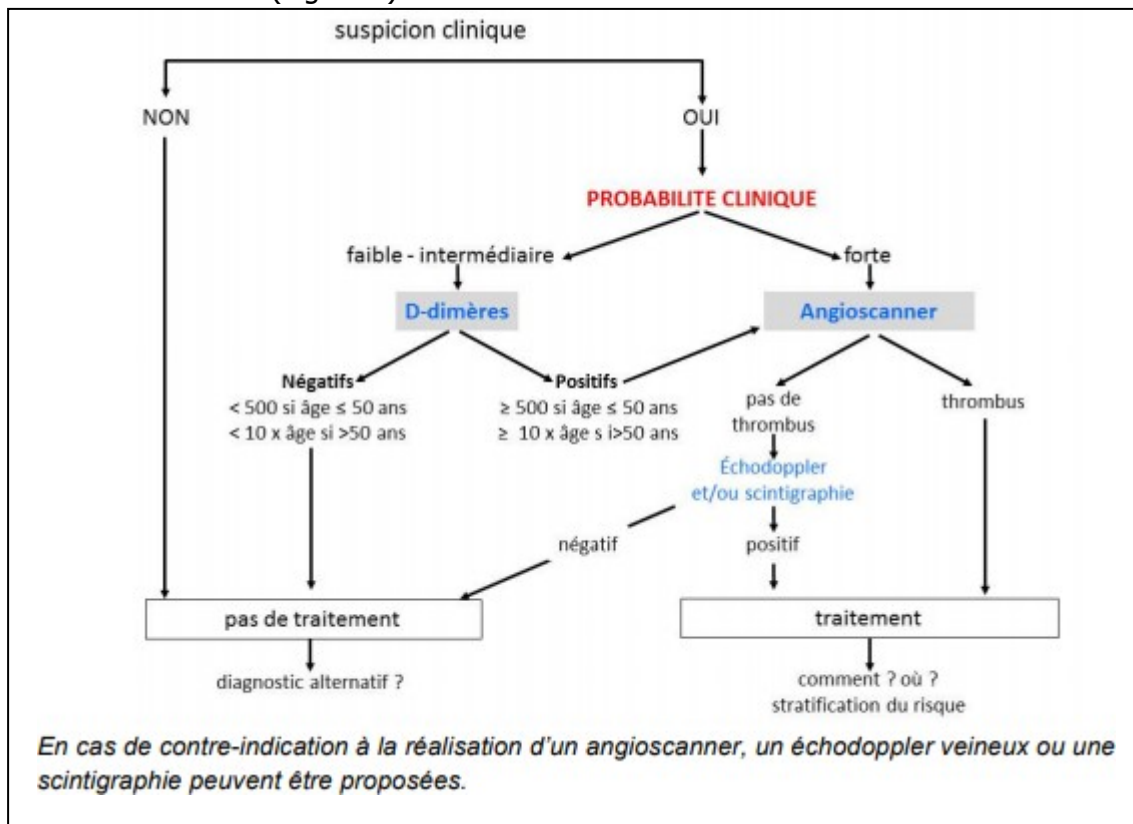 suspicion clinique
NON
OUI
PROBABILITE CLINIQUE
faible - intermédiaire
forte
D-dimères
Angioscanner
Négatifs
< 500 si âge ≤ 50 ans
< 10 x âge si >50 ans
Positifs
≥ 500 si âge ≤ 50 ans
≥ 10 x âge s i>50 ans
pas de
thrombus
thrombus
Échodoppler
et/ou scintigraphie
négatif
positif
pas de traitement
traitement
diagnostic alternatif ?
comment ? où ?
stratification du risque
En cas de contre-indication à la réalisation d'un angioscanner, un échodoppler veineux ou une
scintigraphie peuvent être proposées.